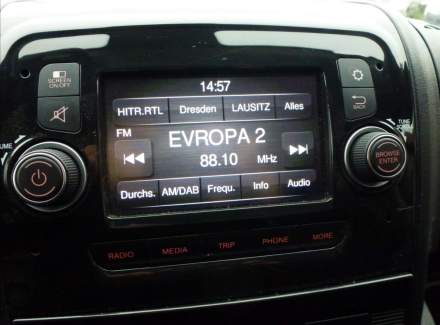 SCREEN
ON/OFF
14:57
HITR.RTL Dresden LAUSITZ Alles
FM
EVROPA 2
88.10 MHz
BACK
BROWSE
ENTER
Durchs. AM/DAB Frequ. Info Audio
RADIO MEDIA TRIP PHONE MORE